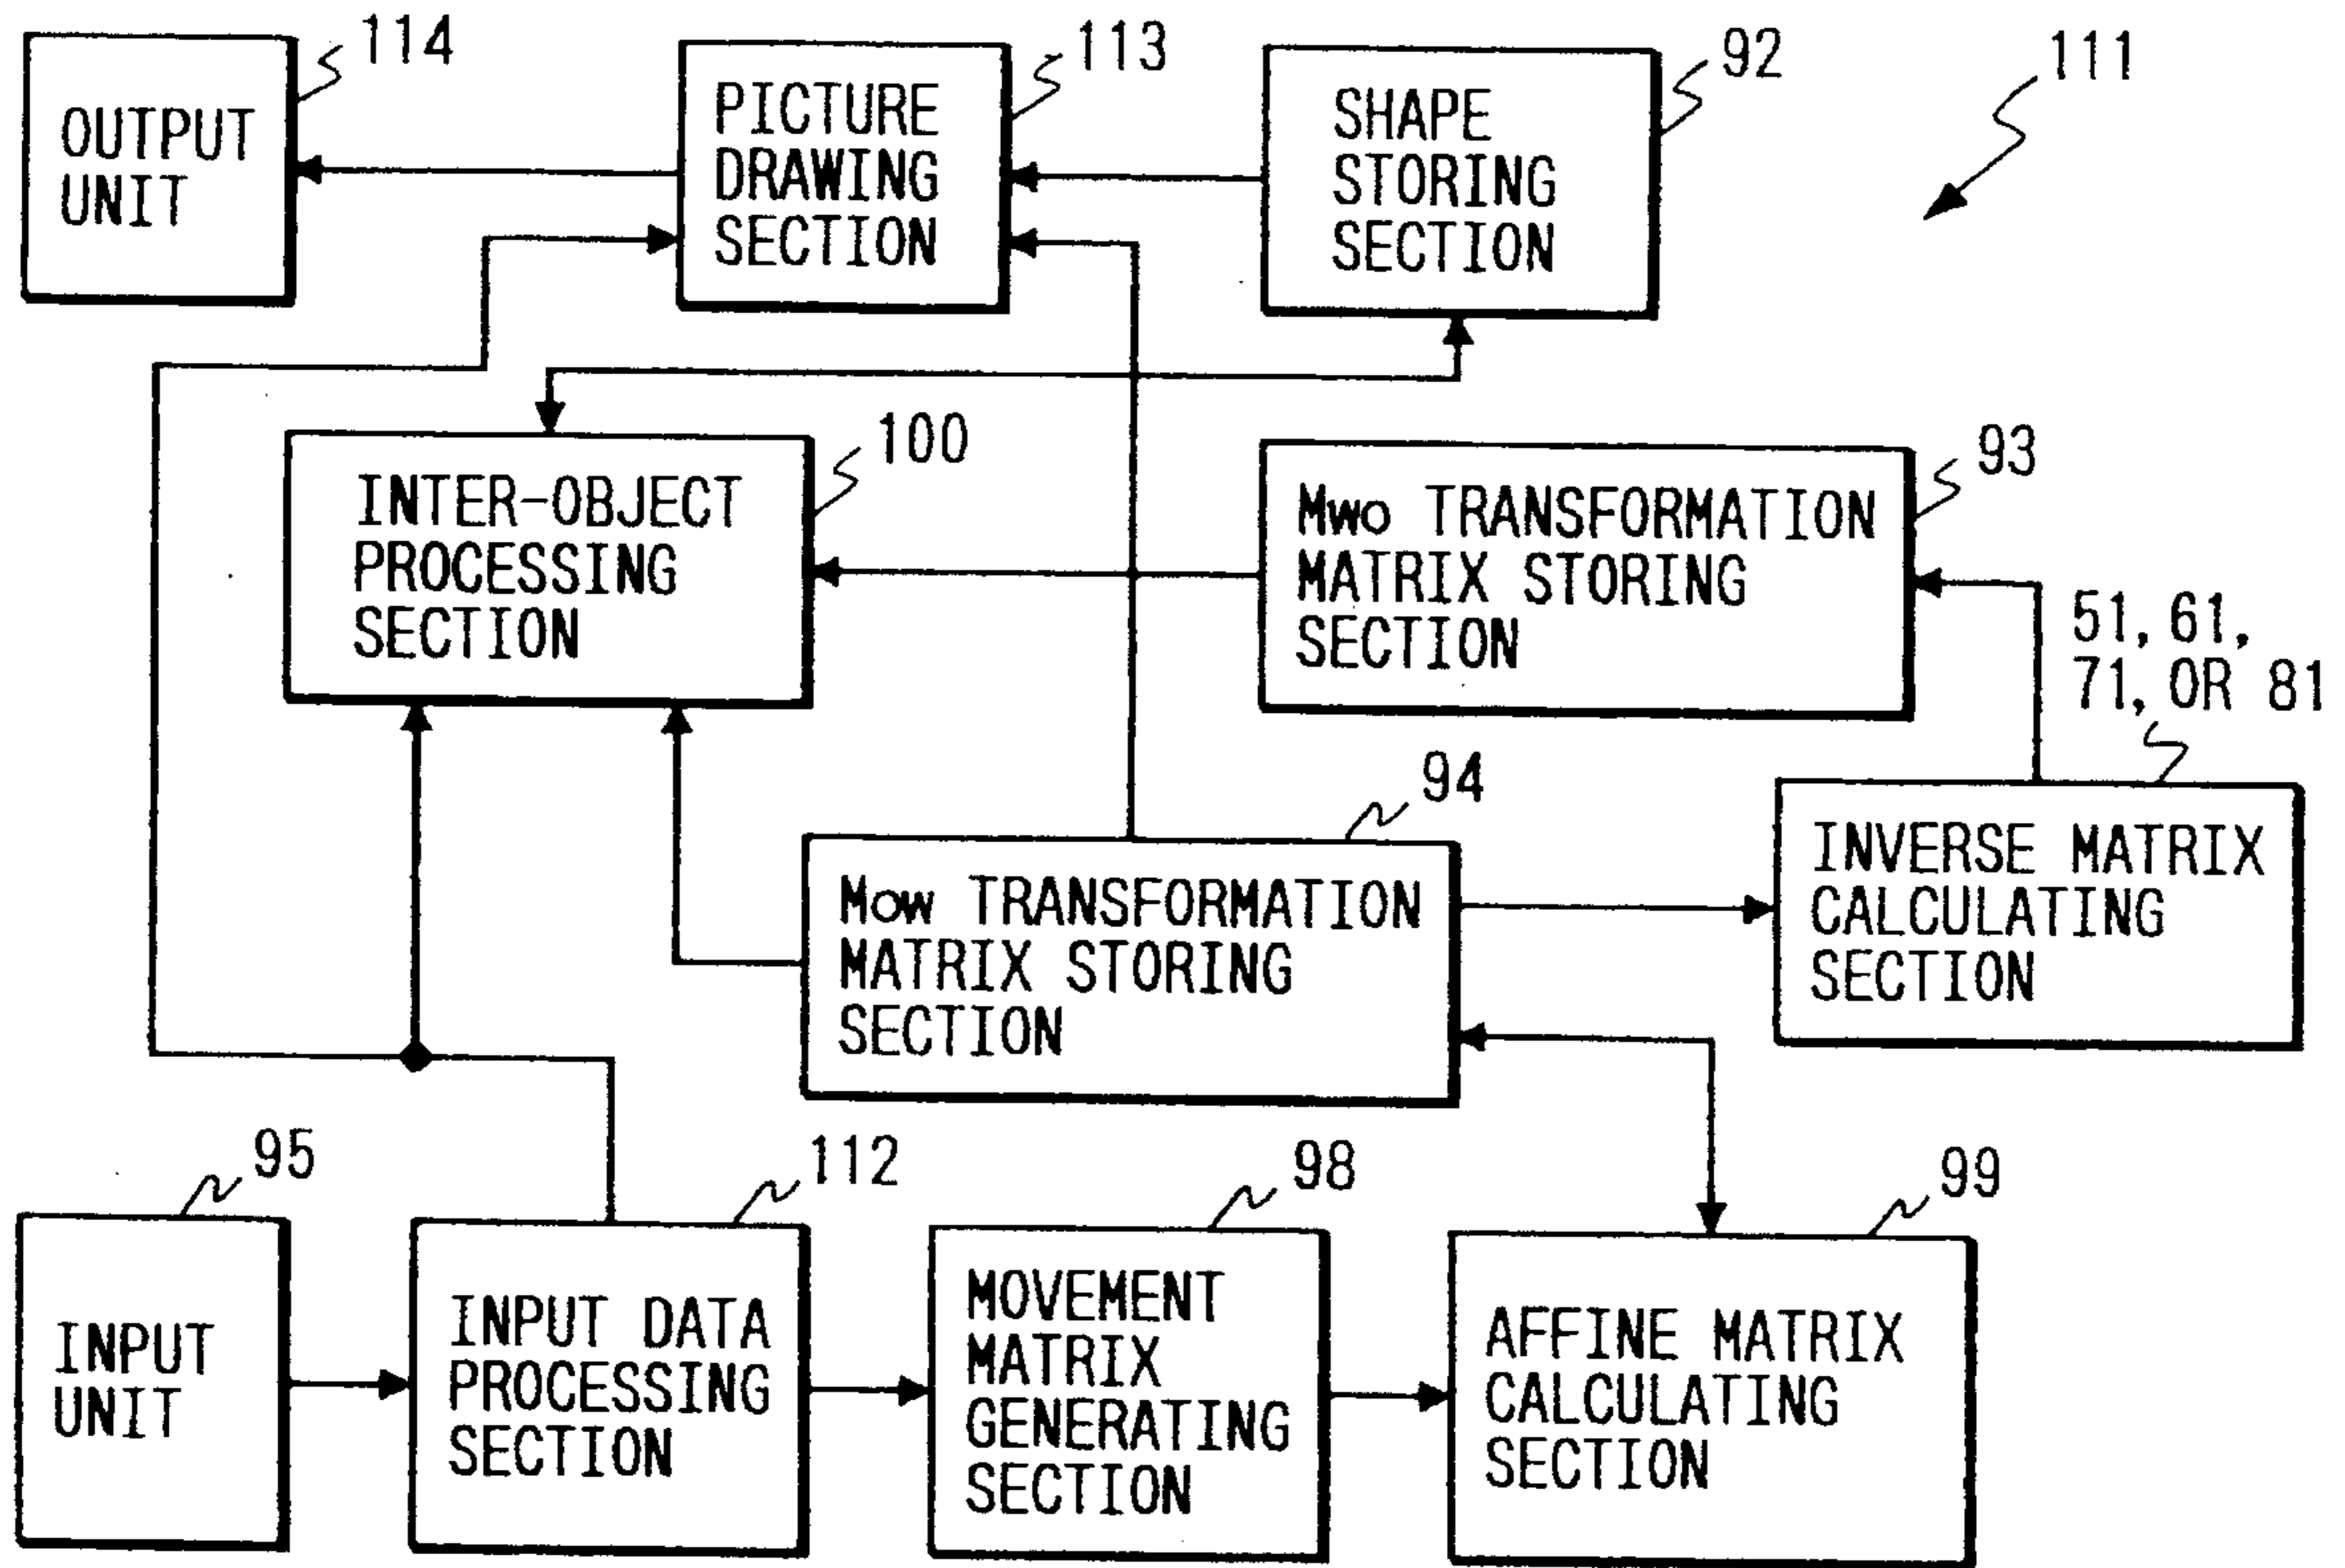 114
OUTPUT
UNIT
113
PICTURE
DRAWING
SECTION
92
SHAPE
STORING
SECTION
111
100
INTER-OBJECT
PROCESSING
SECTION
93
Mwo TRANSFORMATION
MATRIX STORING
SECTION
51, 61,
71, OR 81
INVERSE MATRIX
CALCULATING
SECTION
94
Mow TRANSFORMATION
MATRIX STORING
SECTION
95
INPUT
UNIT
112
INPUT DATA
PROCESSING
SECTION
98
MOVEMENT
MATRIX
GENERATING
SECTION
99
AFFINE MATRIX
CALCULATING
SECTION